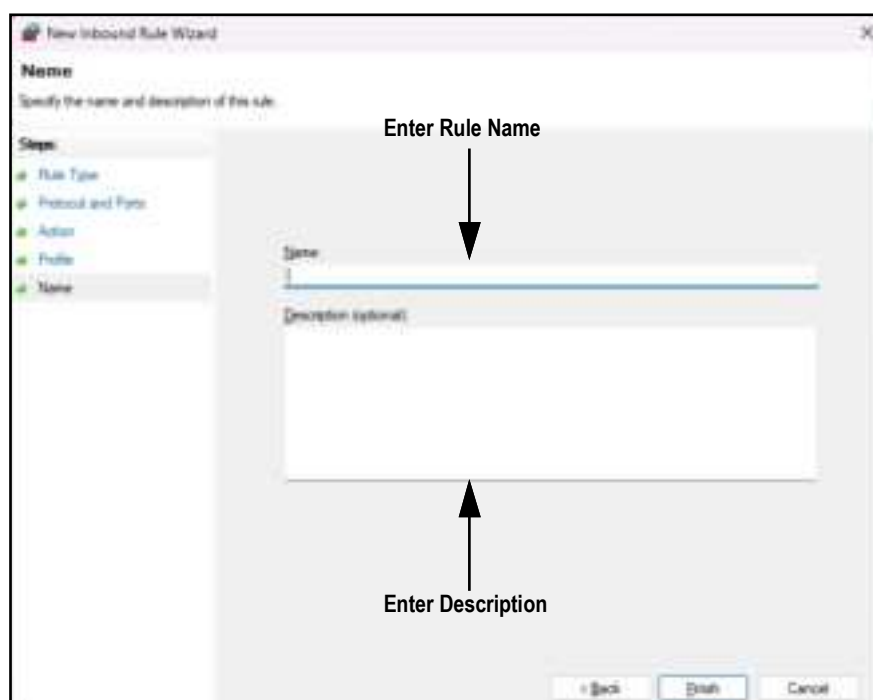 New Inbound Rule Wizard
Name
Specify the name and description of this rule.
Steps:
Rule Type
Protocol and Ports
Action
Profile
Name
Enter Rule Name
Name:
Description (optional):
Enter Description
< Back
Finish
Cancel